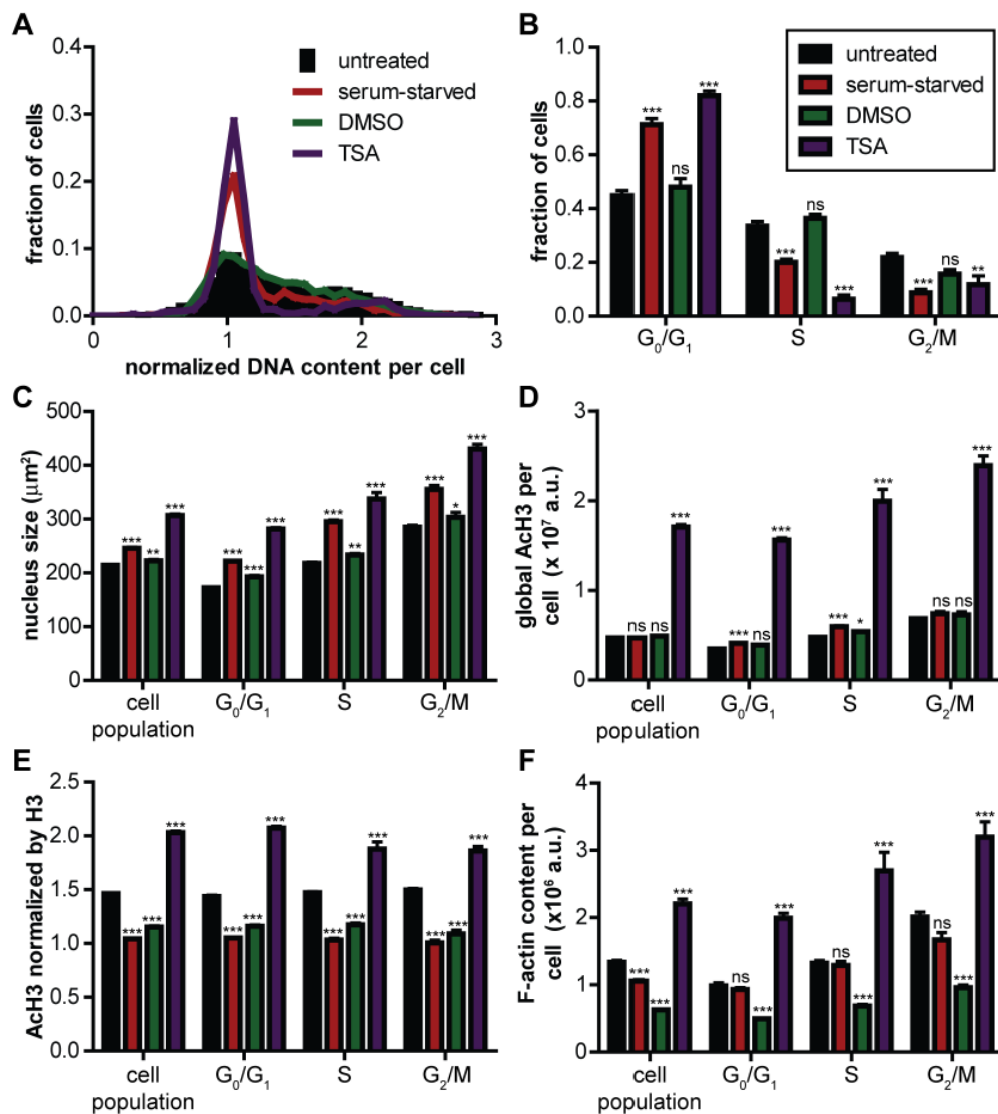 A
0.4
0.3
0.2
0.1
0.0
fraction of cells
untreated
serum-starved
DMSO
TSA
0 1 2 3
normalized DNA content per cell
B
1.0
0.8
0.6
0.4
0.2
0.0
fraction of cells
untreated
serum-starved
DMSO
TSA
*** ns ***
*** ns ***
*** ns **
G₀/G₁ S G₂/M
C
500
400
300
200
100
0
nucleus size (μm²)
*** ** ***
*** *** ***
*** ** ***
*** * ***
cell population G₀/G₁ S G₂/M
D
3
2
1
0
global AcH3 per
cell (x 10⁷ a.u.)
ns ns ***
*** ns ***
*** * ***
ns ns ***
cell population G₀/G₁ S G₂/M
E
2.5
2.0
1.5
1.0
0.5
0.0
AcH3 normalized by H3
*** *** ***
*** *** ***
*** *** ***
*** *** ***
cell population G₀/G₁ S G₂/M
F
4
3
2
1
0
F-actin content per
cell (x10⁶ a.u.)
*** *** ***
ns *** ***
ns *** ***
ns *** ***
cell population G₀/G₁ S G₂/M